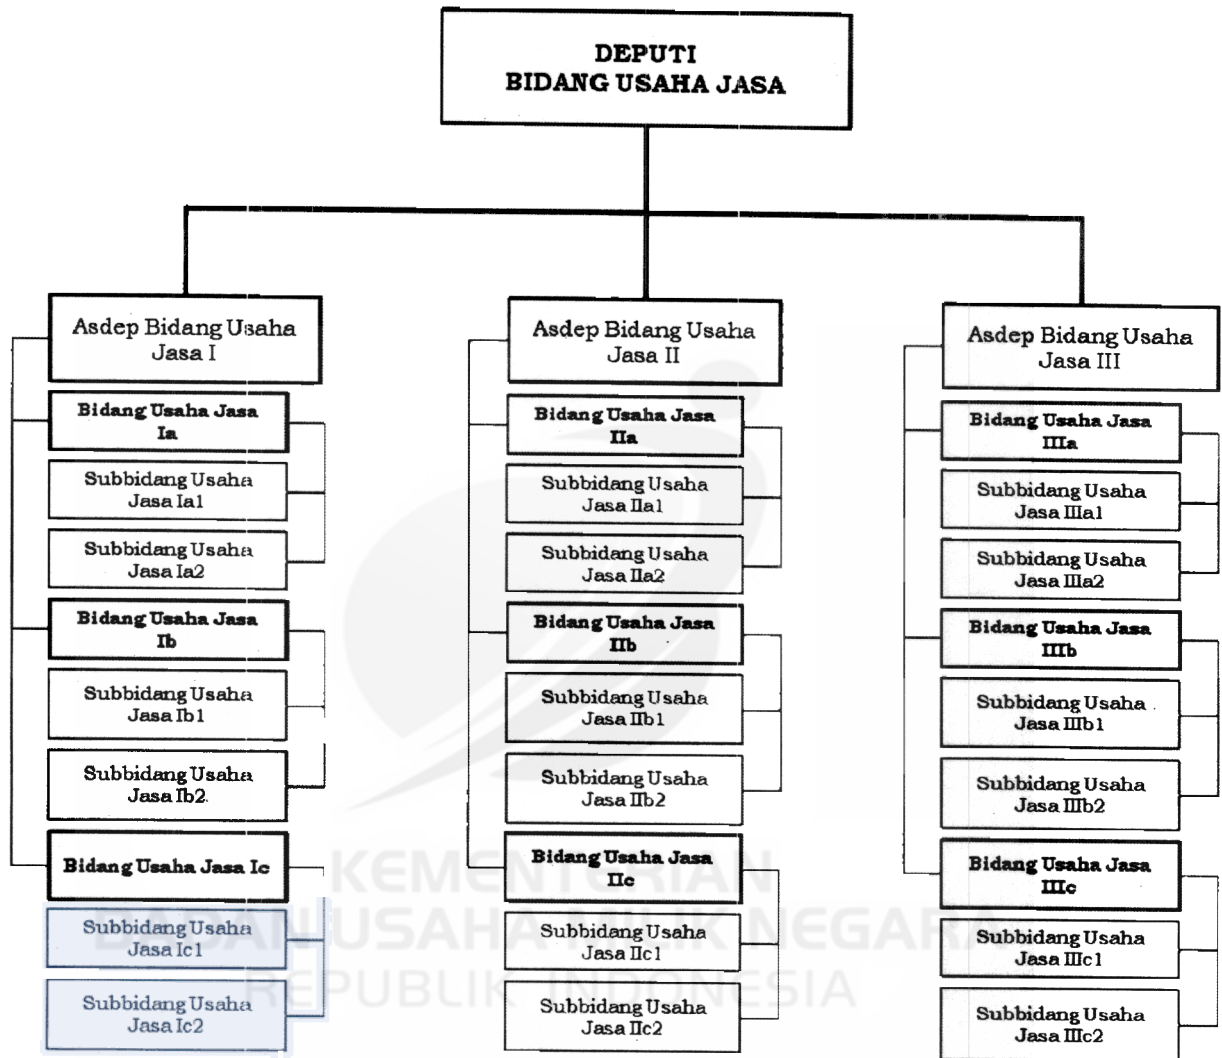 DEPUTI
BIDANG USAHA JASA
Asdep Bidang Usaha
Jasa I
Bidang Usaha Jasa
Ia
Subbidang Usaha
Jasa Ia1
Subbidang Usaha
Jasa Ia2
Bidang Usaha Jasa
Ib
Subbidang Usaha
Jasa Ib1
Subbidang Usaha
Jasa Ib2
Bidang Usaha Jasa Ic
Subbidang Usaha
Jasa Ic1
Subbidang Usaha
Jasa Ic2
Asdep Bidang Usaha
Jasa II
Bidang Usaha Jasa
IIa
Subbidang Usaha
Jasa IIa1
Subbidang Usaha
Jasa IIa2
Bidang Usaha Jasa
IIb
Subbidang Usaha
Jasa IIb1
Subbidang Usaha
Jasa IIb2
Bidang Usaha Jasa
IIc
Subbidang Usaha
Jasa IIc1
Subbidang Usaha
Jasa IIc2
Asdep Bidang Usaha
Jasa III
Bidang Usaha Jasa
IIIa
Subbidang Usaha
Jasa IIIa1
Subbidang Usaha
Jasa IIIa2
Bidang Usaha Jasa
IIIb
Subbidang Usaha
Jasa IIIb1
Subbidang Usaha
Jasa IIIb2
Bidang Usaha Jasa
IIIc
Subbidang Usaha
Jasa IIIc1
Subbidang Usaha
Jasa IIIc2
KEMENTERIAN
BADAN USAHA MILIK NEGARA
REPUBLIK INDONESIA